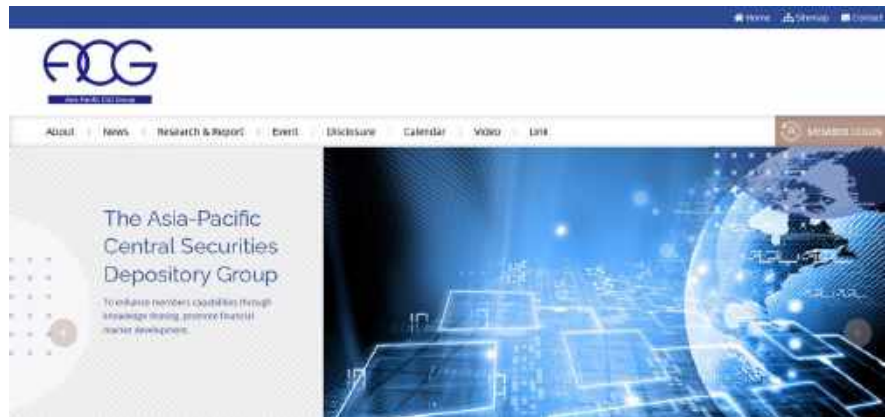 Home Sitemap Contact
ACG
Asia-Pacific CSD Group
About News Research & Report Event Disclosure Calendar Video Link
MEMBER LOGIN
The Asia-Pacific
Central Securities
Depository Group
To enhance members capabilities through
knowledge sharing, promote financial
market development.